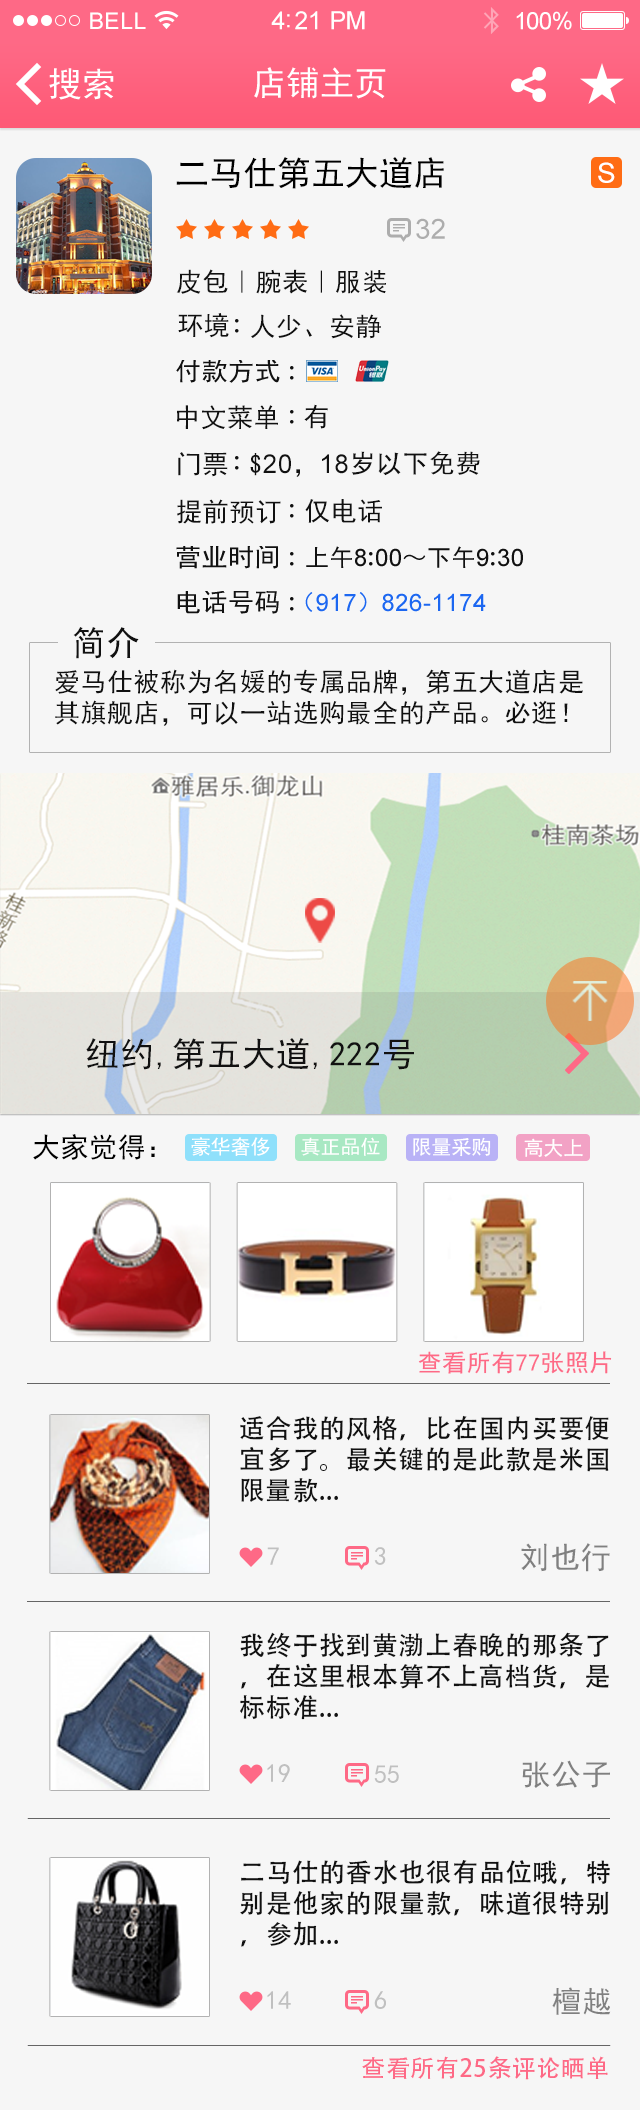 BELL 4:21 PM 100%
搜索 店铺主页
二马仕第五大道店 S
32
皮包｜腕表｜服装
环境：人少、安静
付款方式：VISA UnionPay 银联
中文菜单：有
门票：$20，18岁以下免费
提前预订：仅电话
营业时间：上午8:00～下午9:30
电话号码：（917）826-1174
简介
爱马仕被称为名媛的专属品牌，第五大道店是
其旗舰店，可以一站选购最全的产品。必逛！
雅居乐.御龙山
桂南茶场
桂新路
纽约,第五大道,222号
大家觉得： 豪华奢侈 真正品位 限量采购 高大上
查看所有77张照片
适合我的风格，比在国内买要便
宜多了。最关键的是此款是米国
限量款...
7 3 刘也行
我终于找到黄渤上春晚的那条了
，在这里根本算不上高档货，是
标标准...
19 55 张公子
二马仕的香水也很有品位哦，特
别是他家的限量款，味道很特别
，参加...
14 6 檀越
查看所有25条评论晒单